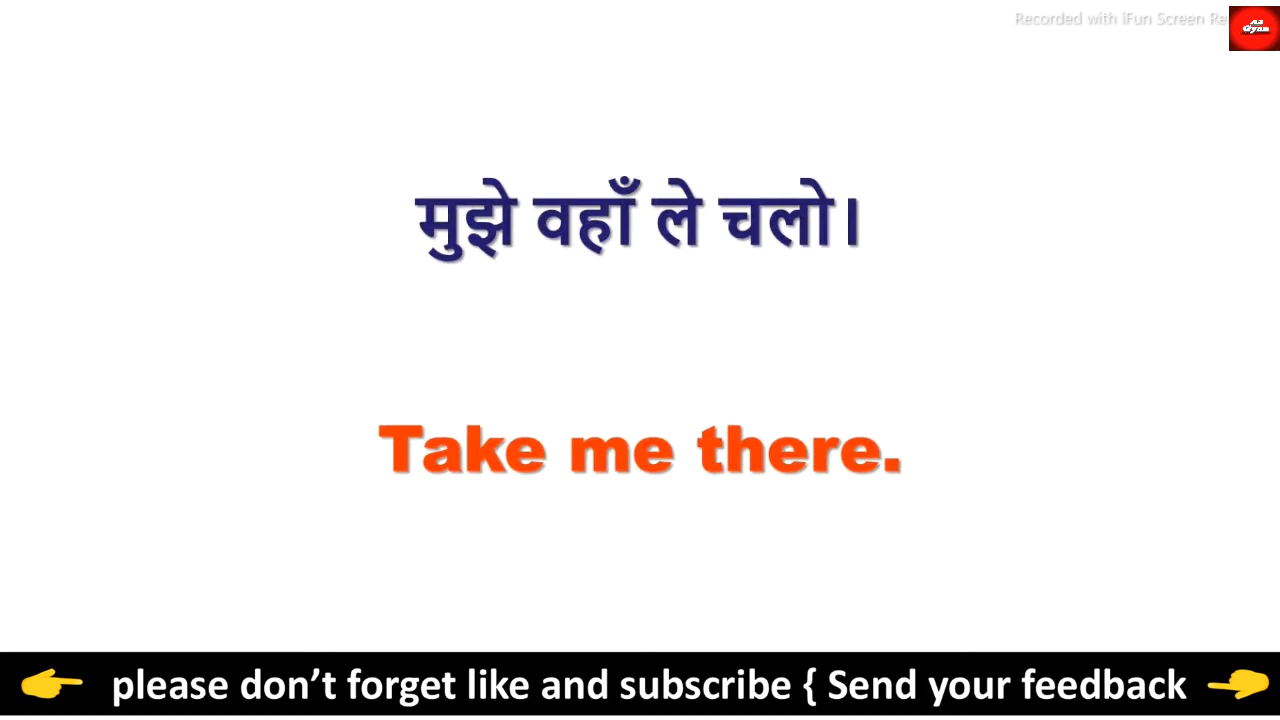 Recorded with iFun Screen Re
Gyan
मुझे वहाँ ले चलो।
Take me there.
please don’t forget like and subscribe { Send your feedback